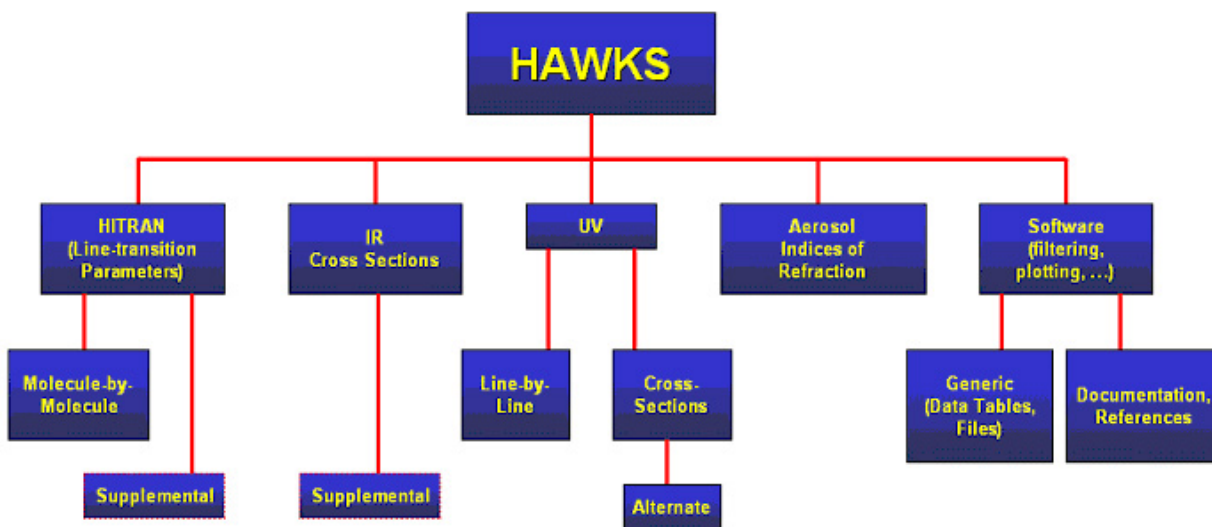 HAWKS
HITRAN
(Line-transition
Parameters)
IR
Cross Sections
UV
Aerosol
Indices of
Refraction
Software
(filtering,
plotting, ...)
Molecule-by-
Molecule
Line-by-
Line
Cross-
Sections
Generic
(Data Tables,
Files)
Documentation,
References
Supplemental
Supplemental
Alternate